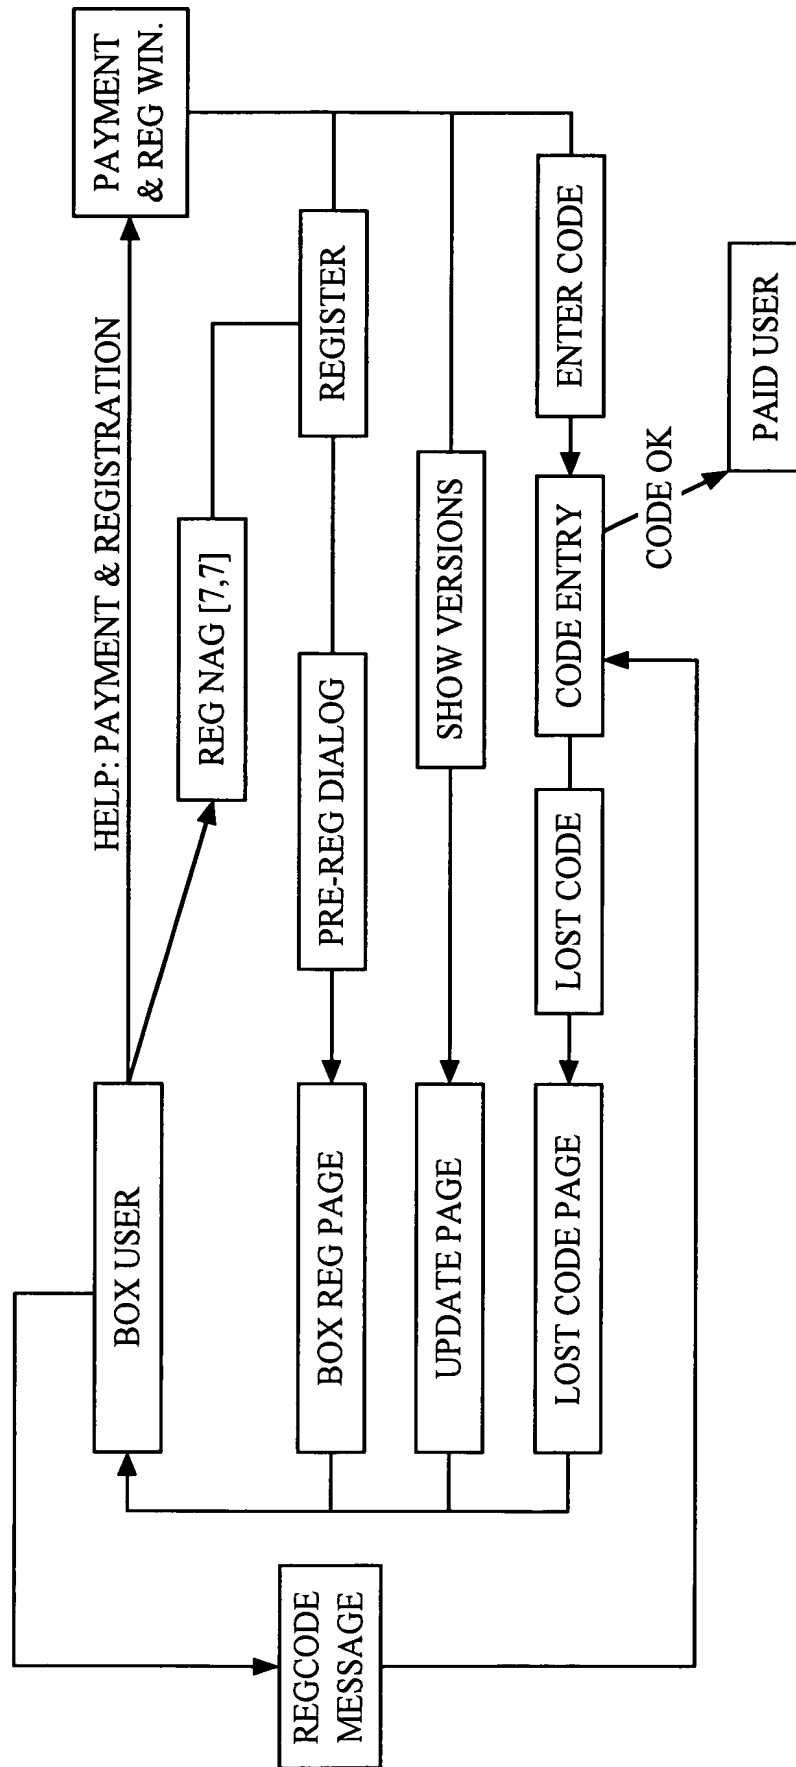 HELP: PAYMENT & REGISTRATION
PAYMENT
& REG WIN.
BOX USER
REG NAG [7,7]
REGCODE
MESSAGE
BOX REG PAGE
PRE-REG DIALOG
REGISTER
UPDATE PAGE
SHOW VERSIONS
LOST CODE PAGE
LOST CODE
CODE ENTRY
ENTER CODE
CODE OK
PAID USER